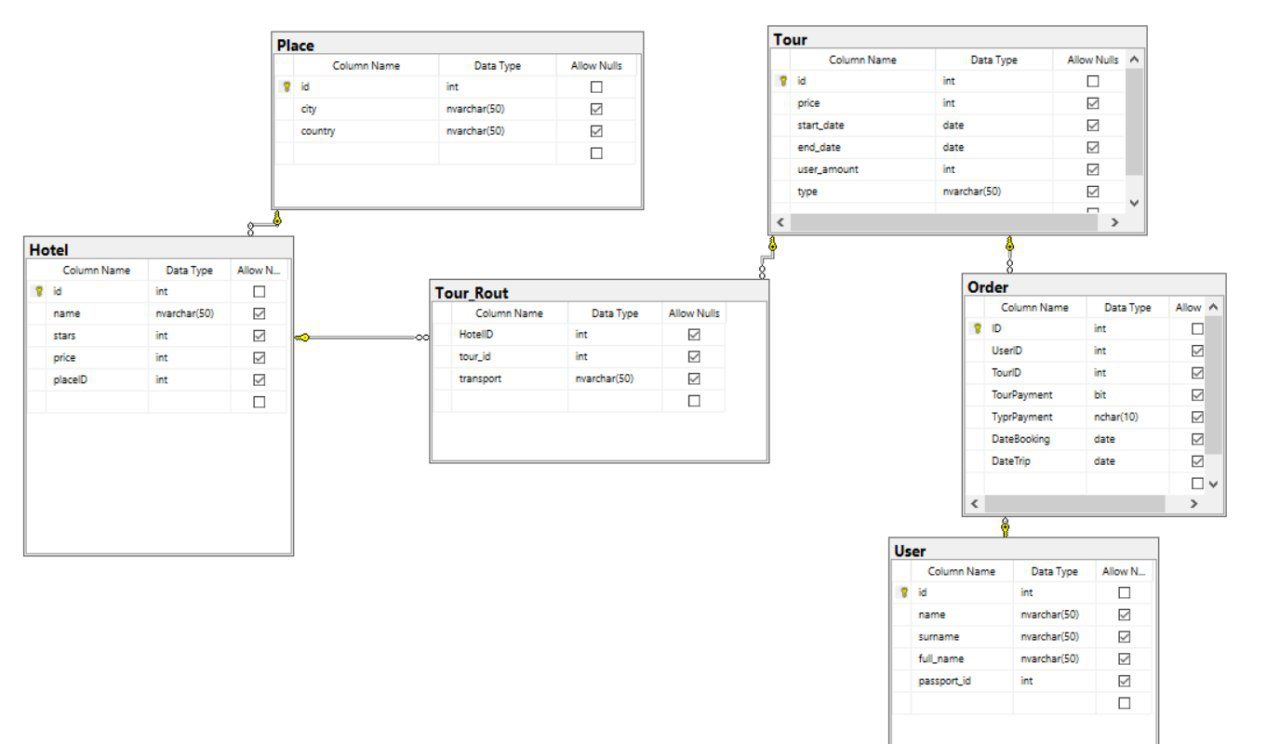 Place
Column Name Data Type Allow Nulls
id int
city nvarchar(50)
country nvarchar(50)
Tour
Column Name Data Type Allow Nulls
id int
price int
start_date date
end_date date
user_amount int
type nvarchar(50)
Hotel
Column Name Data Type Allow N...
id int
name nvarchar(50)
stars int
price int
placeID int
Tour_Rout
Column Name Data Type Allow Nulls
HotelID int
tour_id int
transport nvarchar(50)
Order
Column Name Data Type Allow
ID int
UserID int
TourID int
TourPayment bit
TyprPayment nchar(10)
DateBooking date
DateTrip date
User
Column Name Data Type Allow N...
id int
name nvarchar(50)
surname nvarchar(50)
full_name nvarchar(50)
passport_id int